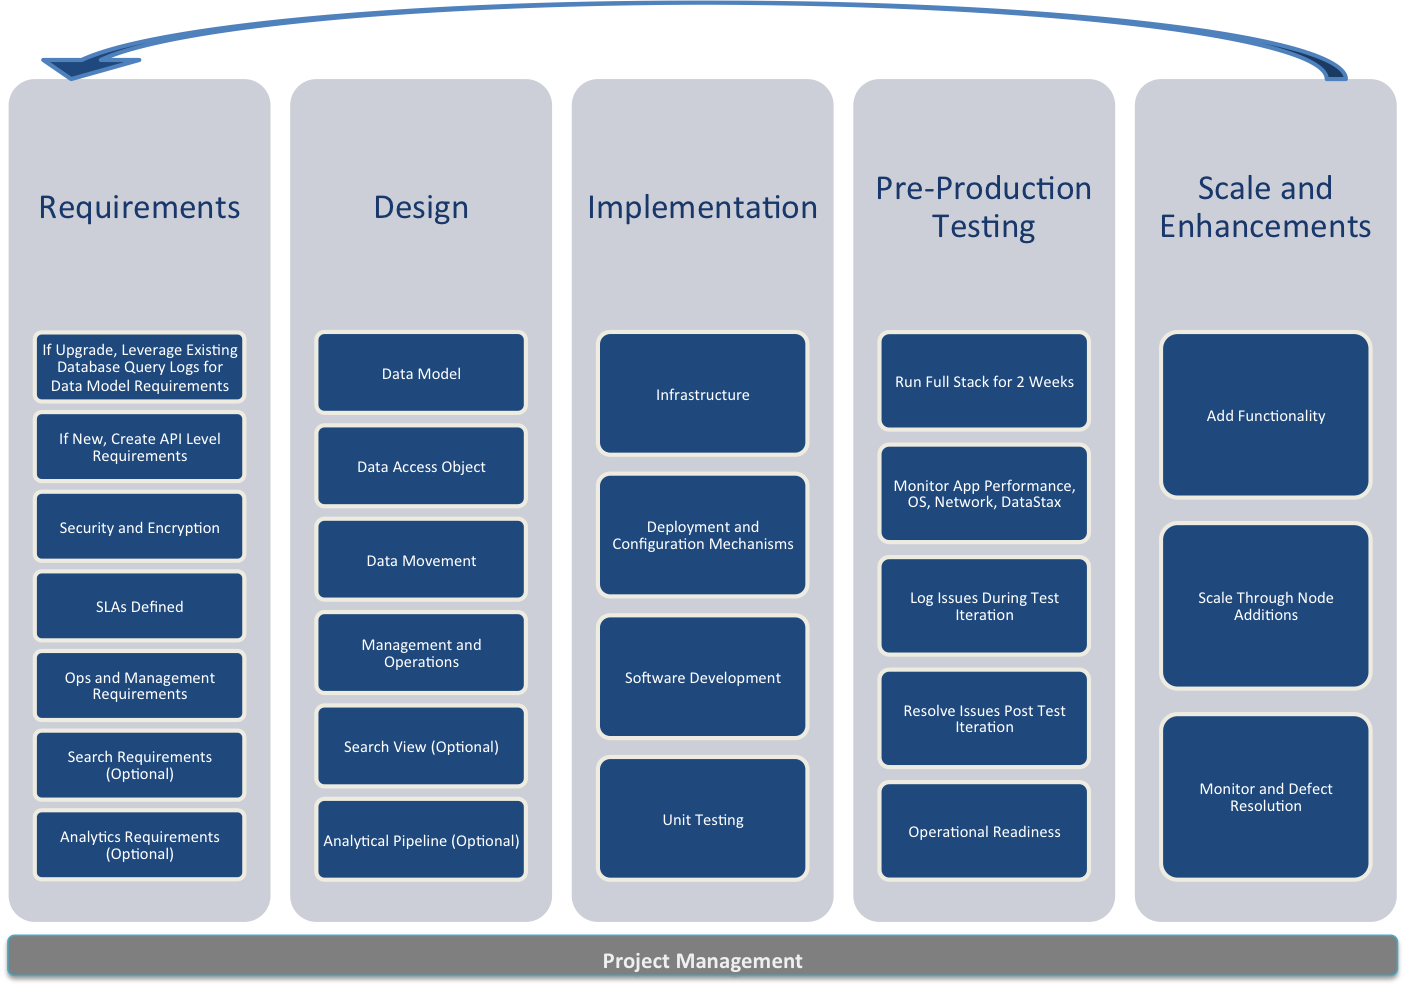 Requirements
If Upgrade, Leverage Existing
Database Query Logs for
Data Model Requirements
If New, Create API Level
Requirements
Security and Encryption
SLAs Defined
Ops and Management
Requirements
Search Requirements
(Optional)
Analytics Requirements
(Optional)
Design
Data Model
Data Access Object
Data Movement
Management and
Operations
Search View (Optional)
Analytical Pipeline (Optional)
Implementation
Infrastructure
Deployment and
Configuration Mechanisms
Software Development
Unit Testing
Pre-Production
Testing
Run Full Stack for 2 Weeks
Monitor App Performance,
OS, Network, DataStax
Log Issues During Test
Iteration
Resolve Issues Post Test
Iteration
Operational Readiness
Scale and
Enhancements
Add Functionality
Scale Through Node
Additions
Monitor and Defect
Resolution
Project Management